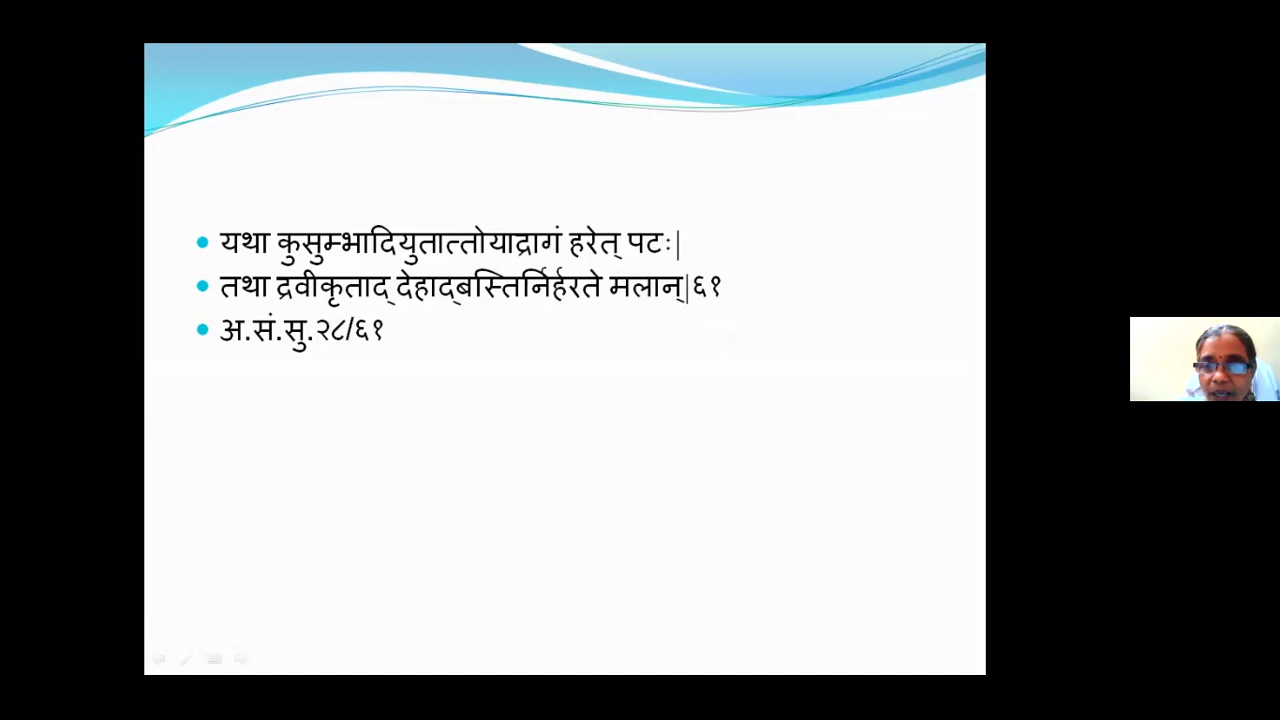 यथा कुसुम्भादियुतात्तोयाद्रागं हरेत् पटः|
तथा द्रवीकृताद् देहाद्बस्तिर्निर्हरते मलान्|६१
अ.सं.सु.२८/६१